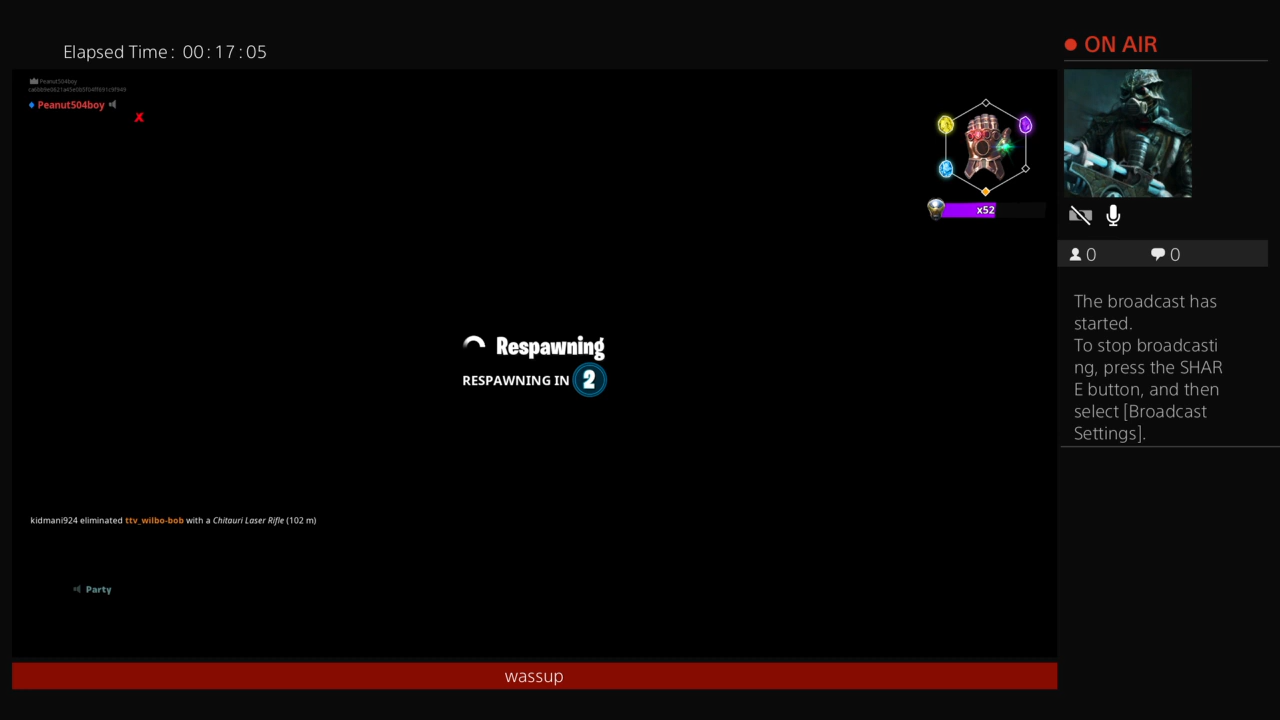 Elapsed Time: 00:17:05
ON AIR
Peanut504boy
Peanut504boy
x52
0 0
The broadcast has
started.
To stop broadcasti
ng, press the SHAR
E button, and then
select [Broadcast
Settings].
Respawning
RESPAWNING IN 2
kidmani924 eliminated ttv_wilbo-bob with a Chitauri Laser Rifle (102 m)
Party
wassup